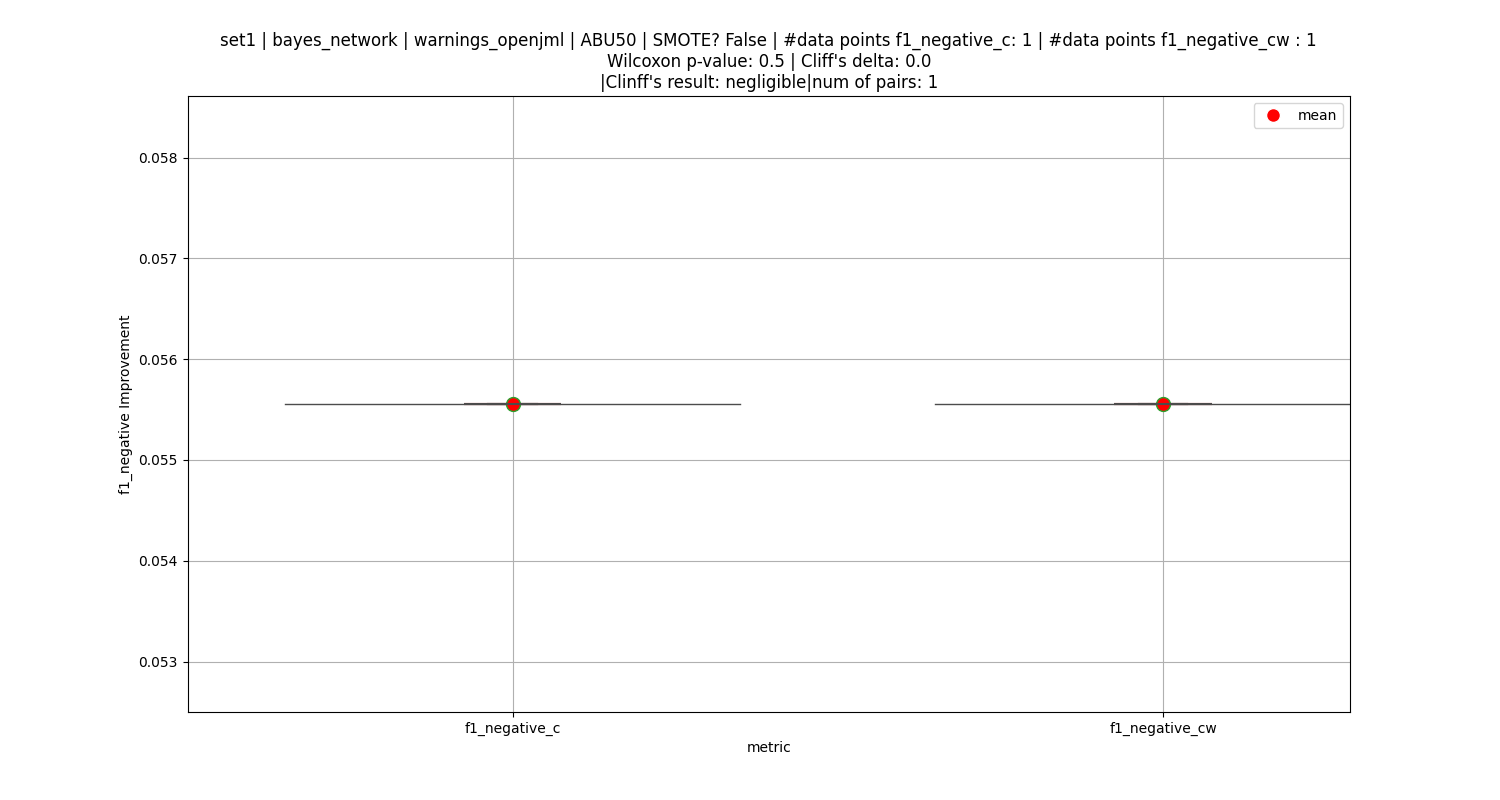 set1 | bayes_network | warnings_openjml | ABU50 | SMOTE? False | #data points f1_negative_c: 1 | #data points f1_negative_cw : 1
Wilcoxon p-value: 0.5 | Cliff's delta: 0.0
|Clinff's result: negligible|num of pairs: 1
mean
0.058
0.057
0.056
0.055
0.054
0.053
f1_negative Improvement
f1_negative_c
f1_negative_cw
metric